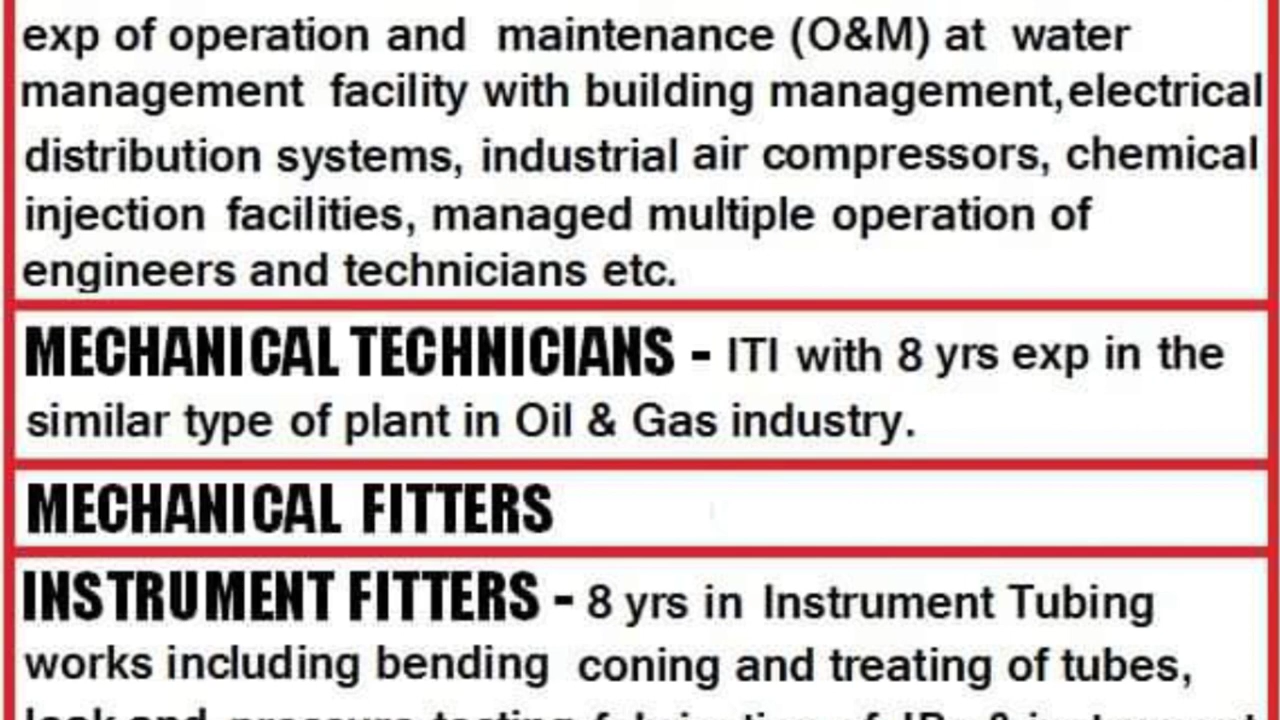 exp of operation and maintenance (O&M) at water
management facility with building management,electrical
distribution systems, industrial air compressors, chemical
injection facilities, managed multiple operation of
engineers and technicians etc.
MECHANICAL TECHNICIANS - ITI with 8 yrs exp in the
similar type of plant in Oil & Gas industry.
MECHANICAL FITTERS
INSTRUMENT FITTERS - 8 yrs in Instrument Tubing
works including bending coning and treating of tubes,